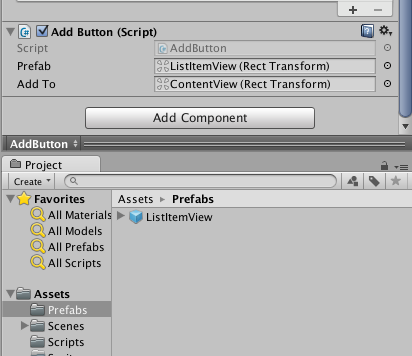 Add Button (Script)
Script AddButton
Prefab ListItemView (Rect Transform)
Add To ContentView (Rect Transform)
Add Component
AddButton
Project
Create
Favorites
All Materials
All Models
All Prefabs
All Scripts
Assets
Prefabs
Scenes
Scripts
Assets Prefabs
ListItemView